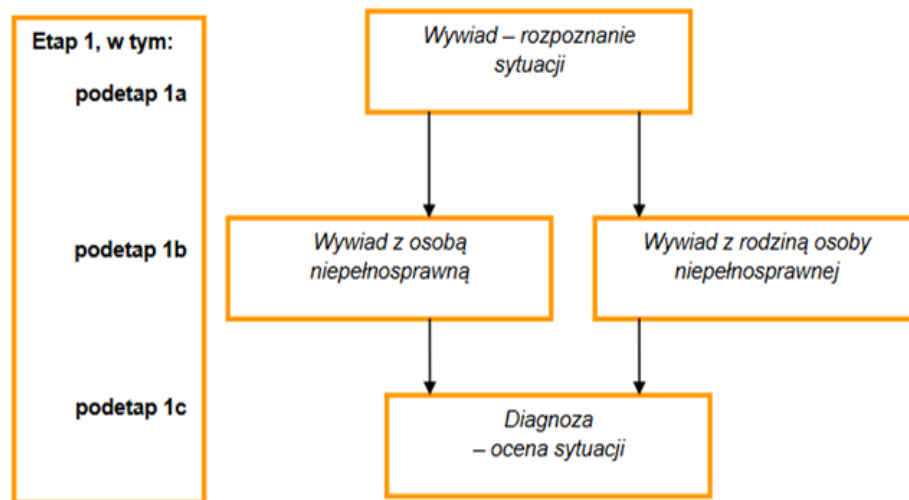 Etap 1, w tym:
podetap 1a
Wywiad – rozpoznanie
sytuacji
podetap 1b
Wywiad z osobą
niepełnosprawną
Wywiad z rodziną osoby
niepełnosprawnej
podetap 1c
Diagnoza
– ocena sytuacji